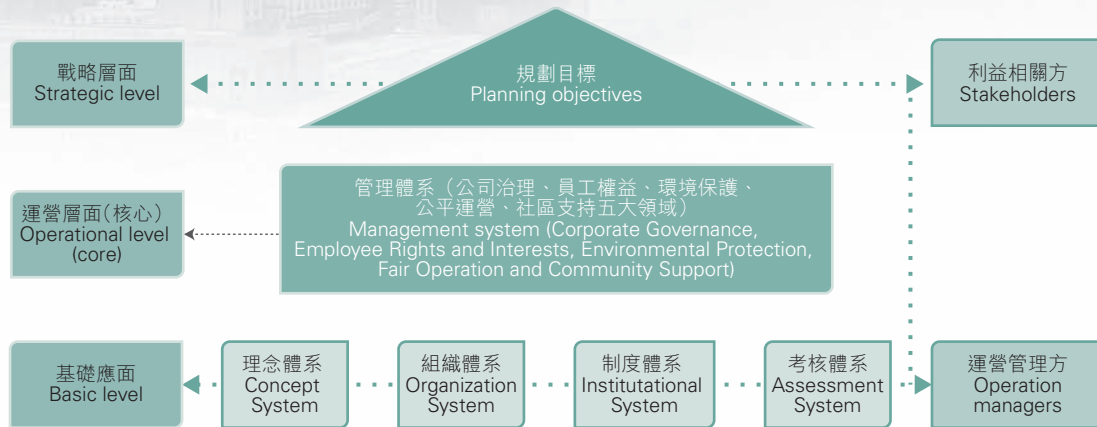 戰略層面
Strategic level
規劃目標
Planning objectives
利益相關方
Stakeholders
運營層面(核心)
Operational level
(core)
管理體系（公司治理、員工權益、環境保護、
公平運營、社區支持五大領域）
Management system (Corporate Governance,
Employee Rights and Interests, Environmental Protection,
Fair Operation and Community Support)
基礎應面
Basic level
理念體系
Concept
System
組織體系
Organization
System
制度體系
Institutational
System
考核體系
Assessment
System
運營管理方
Operation
managers